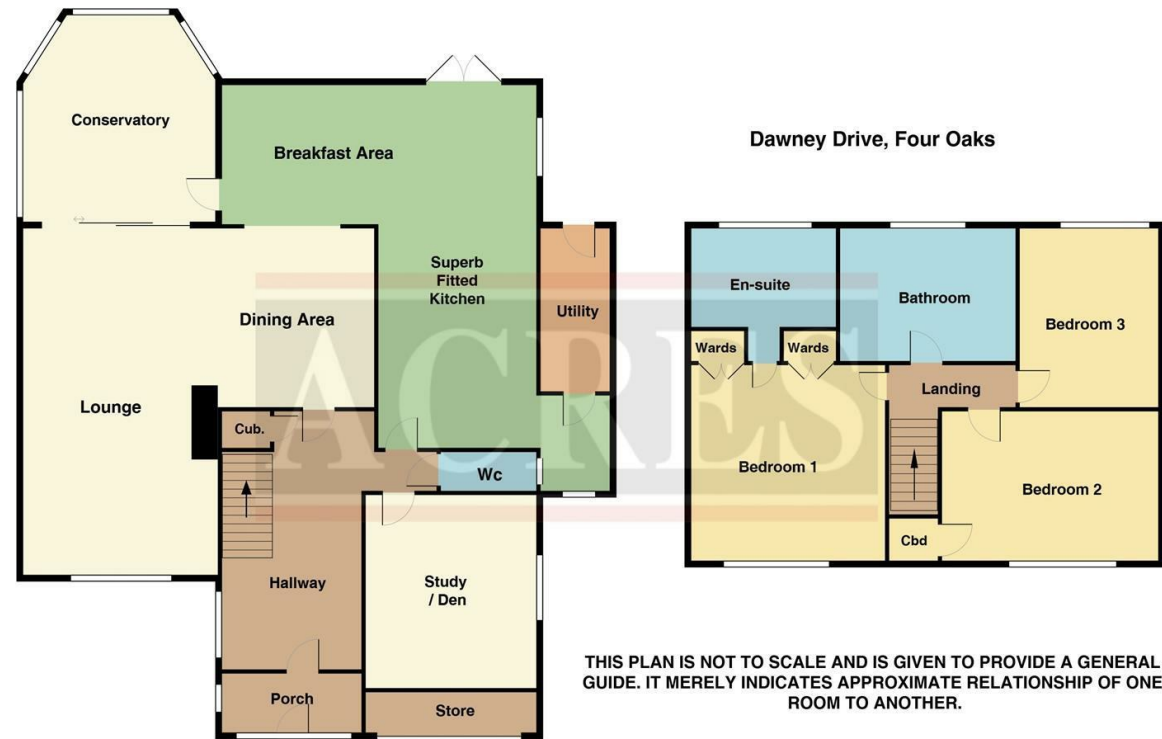 Dawney Drive, Four Oaks
Conservatory
Breakfast Area
Superb
Fitted
Kitchen
Utility
Dining Area
Lounge
Cub.
Wc
Hallway
Study
/ Den
Porch
Store
En-suite
Bathroom
Bedroom 3
Wards
Wards
Landing
Bedroom 1
Bedroom 2
Cbd
ACRES
THIS PLAN IS NOT TO SCALE AND IS GIVEN TO PROVIDE A GENERAL
GUIDE. IT MERELY INDICATES APPROXIMATE RELATIONSHIP OF ONE
ROOM TO ANOTHER.